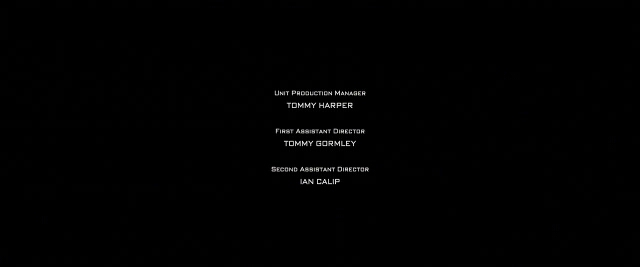 Unit Production Manager
TOMMY HARPER
First Assistant Director
TOMMY GORMLEY
Second Assistant Director
IAN CALIP